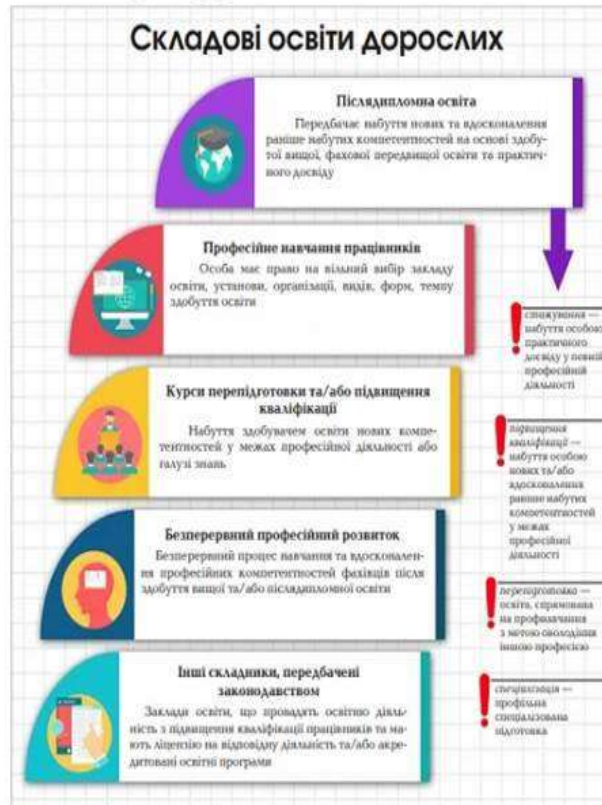 Складові освіти дорослих
Післядипломна освіта
Передбачає набуття нових та вдосконалення
раніше набутих компетентностей на основі здобу-
тої вищої, фахової передвищої освіти та практич-
ного досвіду
Професійне навчання працівників
Особа має право на вільний вибір закладу
освіти, установи, організації, видів, форм, темпу
здобуття освіти
Курси перепідготовки та/або підвищення
кваліфікації
Набуття здобувачем освіти нових компе-
тентностей у межах професійної діяльності або
галузі знань
Безперервний професійний розвиток
Безперервний процес навчання та вдосконален-
ня професійних компетентностей фахівців після
здобуття вищої та/або післядипломної освіти
Інші складники, передбачені
законодавством
Заклади освіти, що провадять освітню діяль-
ність з підвищення кваліфікації працівників та ма-
ють ліцензію на відповідну діяльність та/або акре-
дитовані освітні програми
стажування —
набуття особою
практичного
досвіду у певній
професійній
діяльності
підвищення
кваліфікації —
набуття особою
нових та/або
вдосконалення
раніше набутих
компетентностей
у межах
професійної
діяльності
перепідготовка —
освіта, спрямована
на профнавчання
з метою оволодіння
іншою професією
спеціалізація —
профільна
спеціалізована
підготовка